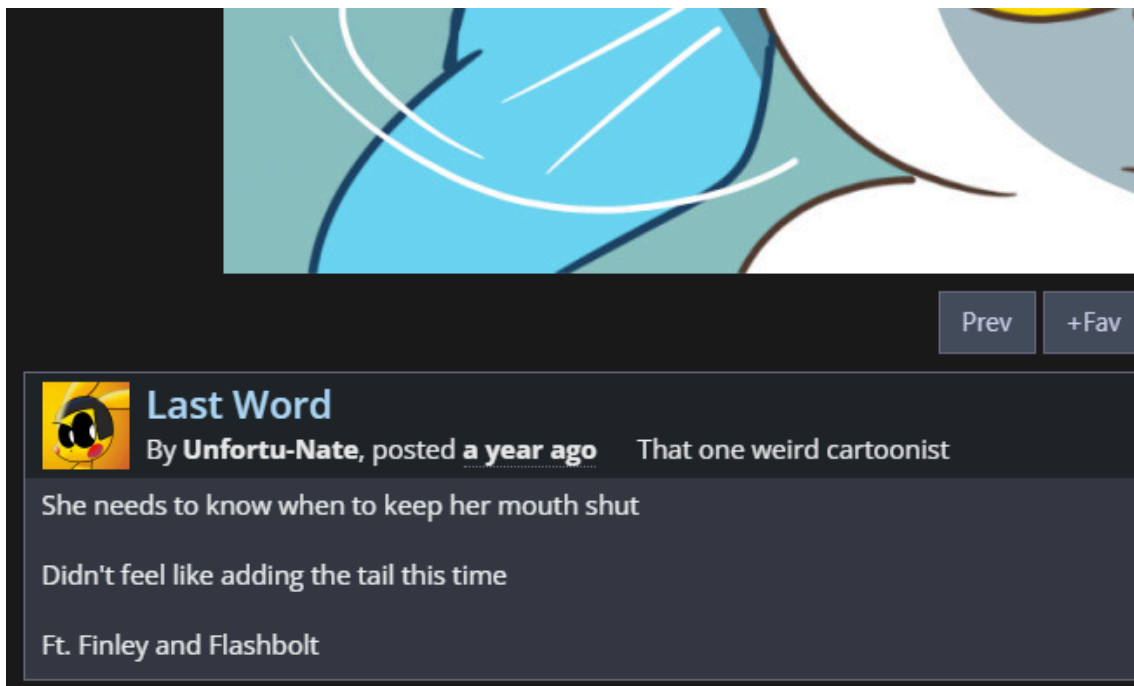 Prev +Fav
Last Word
By Unfortu-Nate, posted a year ago That one weird cartoonist
She needs to know when to keep her mouth shut
Didn't feel like adding the tail this time
Ft. Finley and Flashbolt